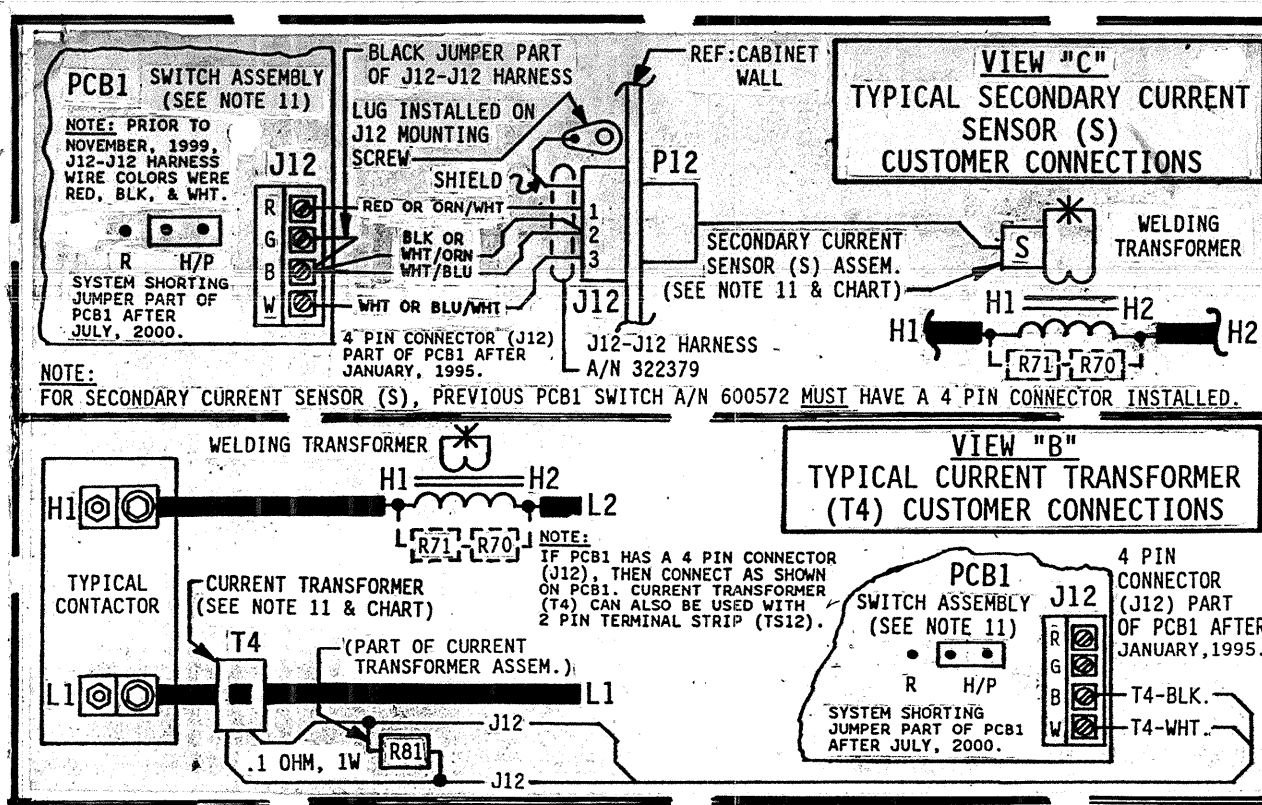 PCB1
SWITCH ASSEMBLY
(SEE NOTE 11)
NOTE: PRIOR TO
NOVEMBER, 1999,
J12-J12 HARNESS
WIRE COLORS WERE
RED, BLK, & WHT.
R
H/P
SYSTEM SHORTING
JUMPER PART OF
PCB1 AFTER
JULY, 2000.
J12
R
G
B
W
BLACK JUMPER PART
OF J12-J12 HARNESS
LUG INSTALLED ON
J12 MOUNTING
SCREW
SHIELD
RED OR ORN/WHT
BLK OR
WHT/ORN
WHT/BLU
WHT OR BLU/WHT
1
2
3
J12
4 PIN CONNECTOR (J12)
PART OF PCB1 AFTER
JANUARY, 1995.
J12-J12 HARNESS
A/N 322379
REF:CABINET
WALL
P12
SECONDARY CURRENT
SENSOR (S) ASSEM.
(SEE NOTE 11 & CHART)
VIEW "C"
TYPICAL SECONDARY CURRENT
SENSOR (S)
CUSTOMER CONNECTIONS
S
WELDING
TRANSFORMER
H1
H2
H1
H2
R71
R70
NOTE:
FOR SECONDARY CURRENT SENSOR (S), PREVIOUS PCB1 SWITCH A/N 600572 MUST HAVE A 4 PIN CONNECTOR INSTALLED.
WELDING TRANSFORMER
H1
H2
H1
L2
R71
R70
TYPICAL
CONTACTOR
CURRENT TRANSFORMER
(SEE NOTE 11 & CHART)
T4
(PART OF CURRENT
TRANSFORMER ASSEM.)
L1
L1
J12
R81
.1 OHM, 1W
J12
NOTE:
IF PCB1 HAS A 4 PIN CONNECTOR
(J12), THEN CONNECT AS SHOWN
ON PCB1. CURRENT TRANSFORMER
(T4) CAN ALSO BE USED WITH
2 PIN TERMINAL STRIP (TS12).
VIEW "B"
TYPICAL CURRENT TRANSFORMER
(T4) CUSTOMER CONNECTIONS
PCB1
SWITCH ASSEMBLY
(SEE NOTE 11)
R
H/P
SYSTEM SHORTING
JUMPER PART OF PCB1
AFTER JULY, 2000.
J12
R
G
B
W
4 PIN
CONNECTOR
(J12) PART
OF PCB1 AFTER
JANUARY,1995.
T4-BLK.
T4-WHT.